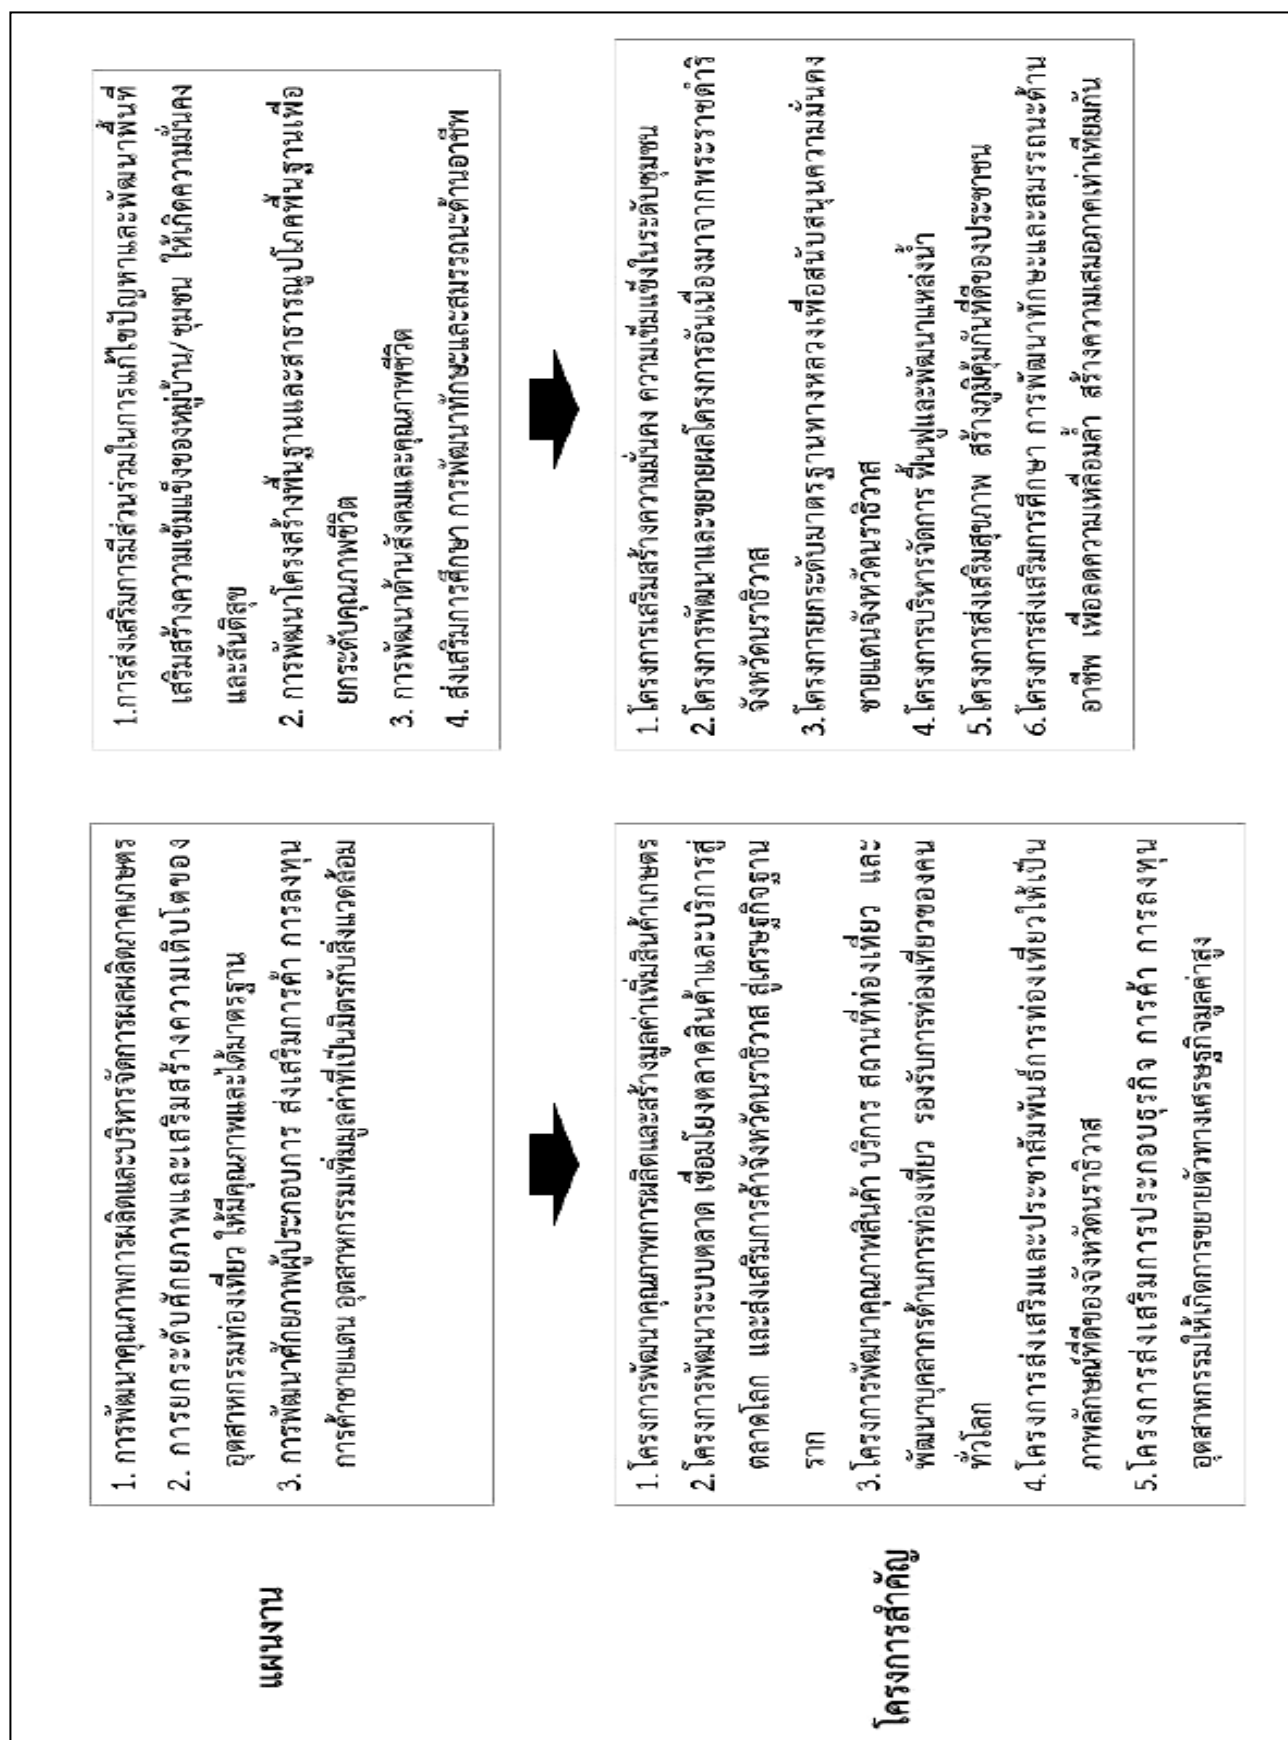 แผนงาน
1. การพัฒนาคุณภาพการผลิตและบริหารจัดการผลผลิตภาคเกษตร
2. การยกระดับศักยภาพและเสริมสร้างความเติบโตของ
อุตสาหกรรมท่องเที่ยว ให้มีคุณภาพและได้มาตรฐาน
3. การพัฒนาศักยภาพผู้ประกอบการ ส่งเสริมการค้า การลงทุน
การค้าชายแดน อุตสาหกรรมเพิ่มมูลค่าที่เป็นมิตรกับสิ่งแวดล้อม
1.การส่งเสริมการมีส่วนร่วมในการแก้ไขปัญหาและพัฒนาพื้นที่
เสริมสร้างความเข้มแข็งของหมู่บ้าน/ชุมชน ให้เกิดความมั่นคง
และสันติสุข
2. การพัฒนาโครงสร้างพื้นฐานและสาธารณูปโภคพื้นฐานเพื่อ
ยกระดับคุณภาพชีวิต
3. การพัฒนาด้านสังคมและคุณภาพชีวิต
4. ส่งเสริมการศึกษา การพัฒนาทักษะและสมรรถนะด้านอาชีพ
โครงการสำคัญ
1.โครงการพัฒนาคุณภาพการผลิตและสร้างมูลค่าเพิ่มสินค้าเกษตร
2.โครงการพัฒนาระบบตลาด เชื่อมโยงตลาดสินค้าและบริการสู่
ตลาดโลก และส่งเสริมการค้าจังหวัดนราธิวาส สู่เศรษฐกิจฐาน
ราก
3.โครงการพัฒนาคุณภาพสินค้า บริการ สถานที่ท่องเที่ยว และ
พัฒนาบุคลากรด้านการท่องเที่ยว รองรับการท่องเที่ยวของคน
ทั่วโลก
4.โครงการส่งเสริมและประชาสัมพันธ์การท่องเที่ยวให้เป็น
ภาพลักษณ์ที่ดีของจังหวัดนราธิวาส
5.โครงการส่งเสริมการประกอบธุรกิจ การค้า การลงทุน
อุตสาหกรรมให้เกิดการขยายตัวทางเศรษฐกิจมูลค่าสูง
1.โครงการเสริมสร้างความมั่นคง ความเข้มแข็งในระดับชุมชน
2.โครงการพัฒนาและขยายผลโครงการอันเนื่องมาจากพระราชดำริ
จังหวัดนราธิวาส
3.โครงการยกระดับมาตรฐานทางหลวงเพื่อสนับสนุนความมั่นคง
ชายแดนจังหวัดนราธิวาส
4.โครงการบริหารจัดการ ฟื้นฟูและพัฒนาแหล่งน้ำ
5.โครงการส่งเสริมสุขภาพ สร้างภูมิคุ้มกันที่ดีของประชาชน
6.โครงการส่งเสริมการศึกษา การพัฒนาทักษะและสมรรถนะด้าน
อาชีพ เพื่อลดความเหลื่อมล้ำ สร้างความเสมอภาคเท่าเทียมกัน